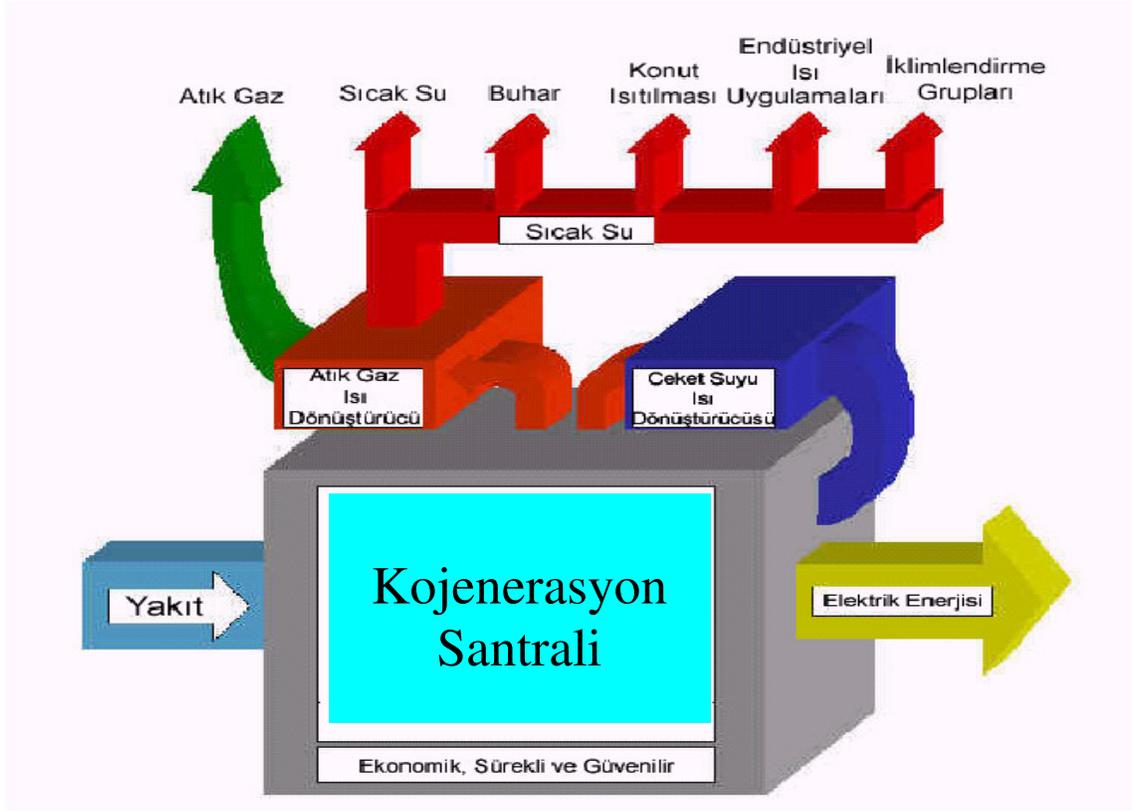 Atık Gaz
Sıcak Su
Buhar
Konut
Isıtılması
Endüstriyel
Isı
Uygulamaları
İklimlendirme
Grupları
Sıcak Su
Atık Gaz
Isı
Dönüştürücü
Ceket Suyu
Isı
Dönüştürücüsü
Yakıt
Kojenerasyon
Santrali
Elektrik Enerjisi
Ekonomik, Sürekli ve Güvenilir